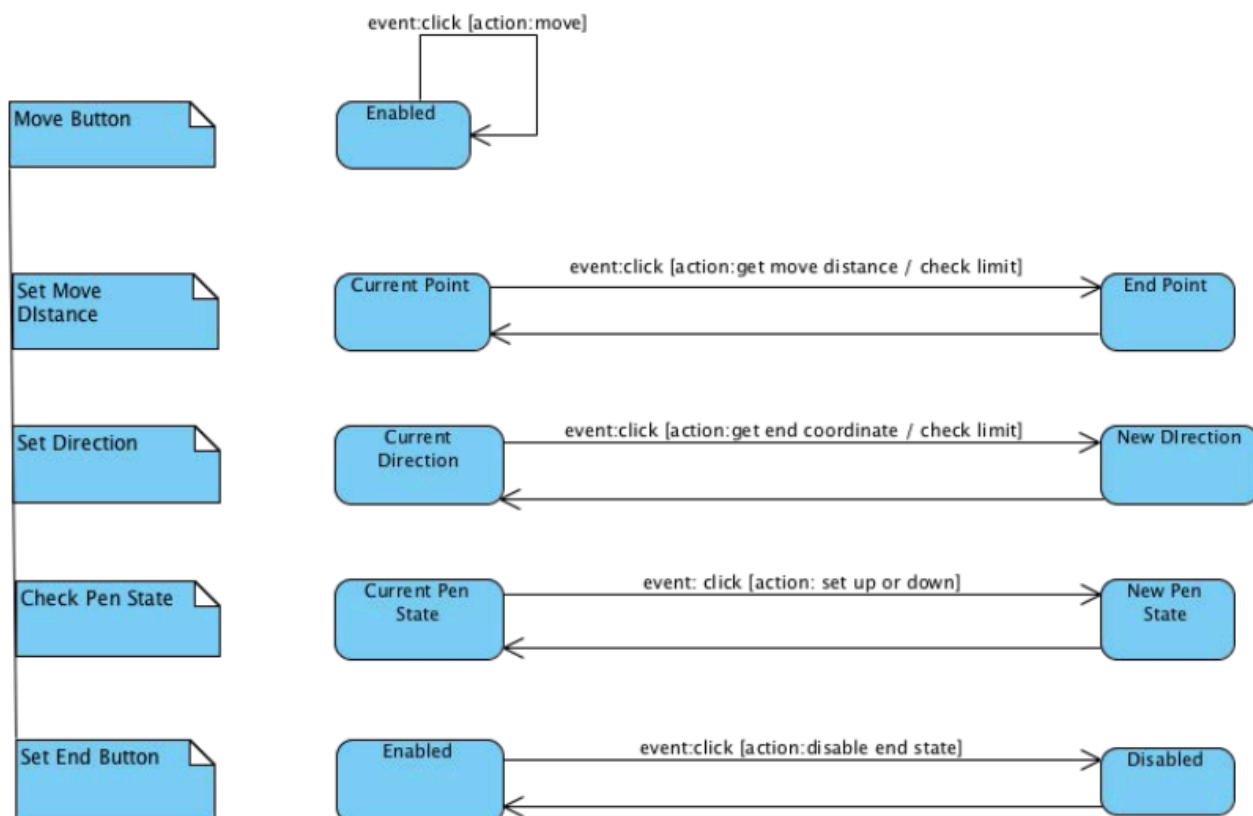 event:click [action:move]
Move Button
Enabled
event:click [action:get move distance / check limit]
Set Move
DIstance
Current Point
End Point
event:click [action:get end coordinate / check limit]
Set Direction
Current
Direction
New DIrection
event: click [action: set up or down]
Check Pen State
Current Pen
State
New Pen
State
event:click [action:disable end state]
Set End Button
Enabled
Disabled